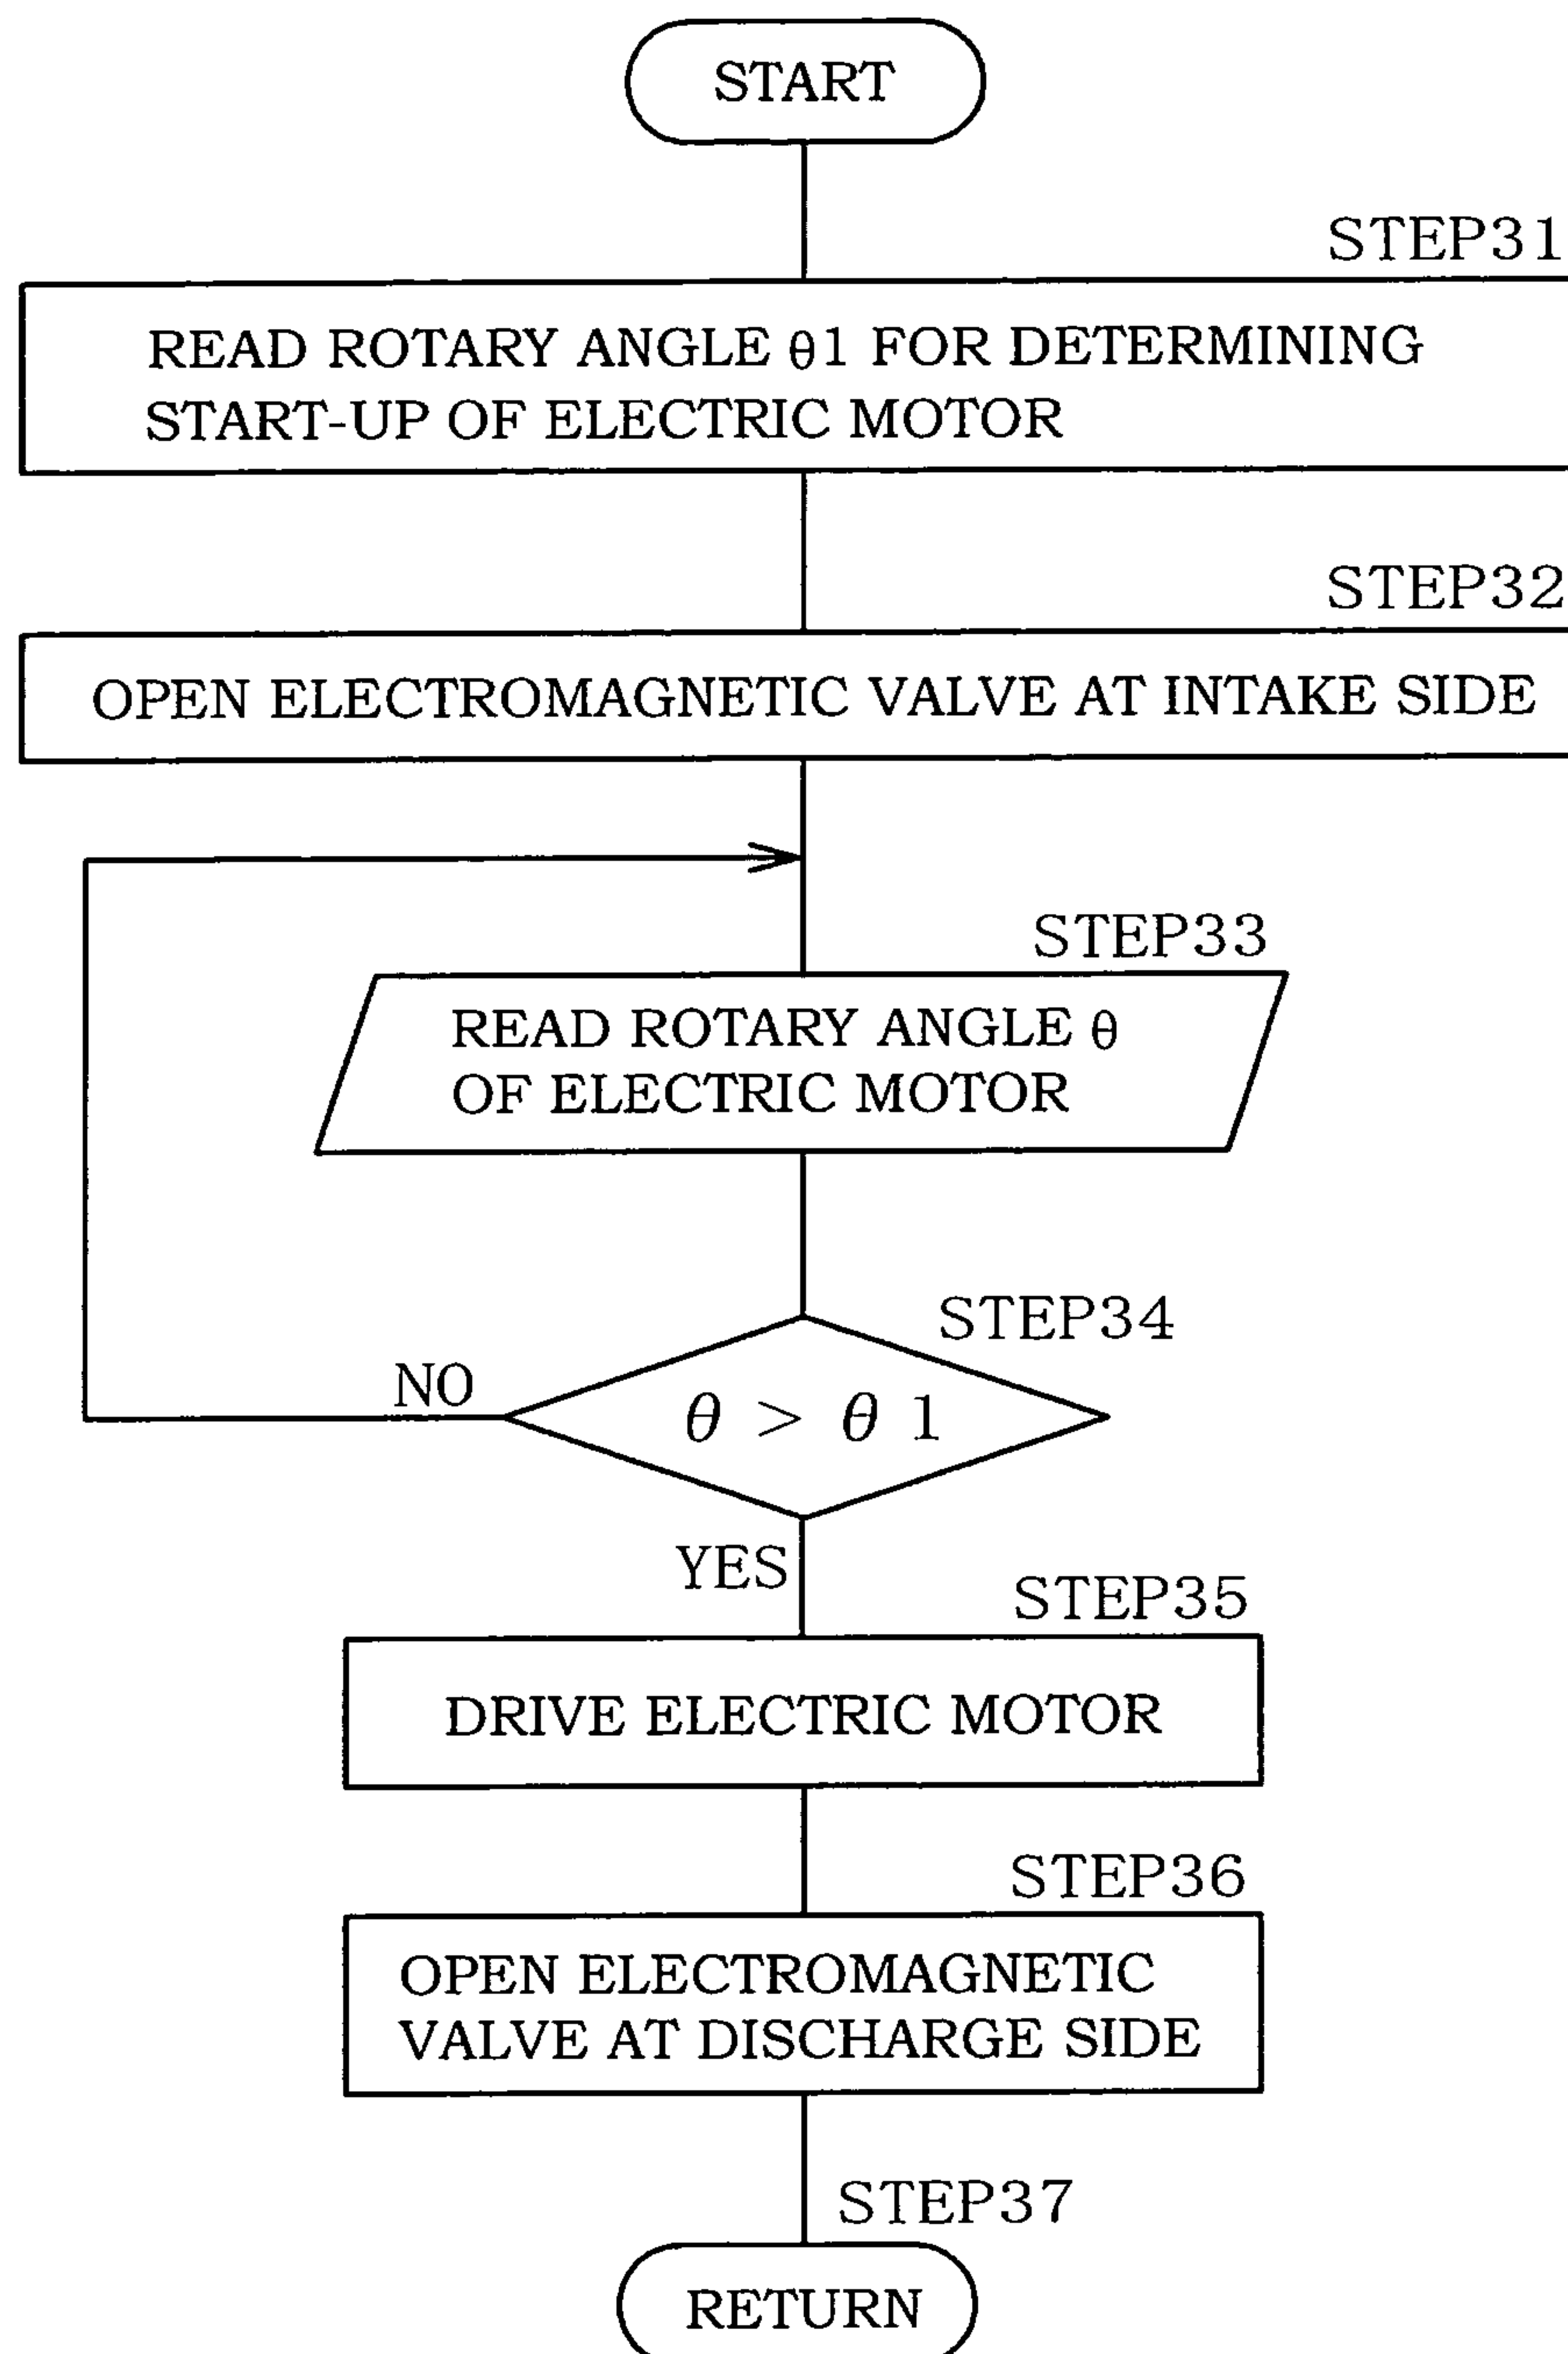 START
STEP31
READ ROTARY ANGLE θ1 FOR DETERMINING
START-UP OF ELECTRIC MOTOR
STEP32
OPEN ELECTROMAGNETIC VALVE AT INTAKE SIDE
STEP33
READ ROTARY ANGLE θ
OF ELECTRIC MOTOR
STEP34
NO
θ > θ 1
YES
STEP35
DRIVE ELECTRIC MOTOR
STEP36
OPEN ELECTROMAGNETIC
VALVE AT DISCHARGE SIDE
STEP37
RETURN